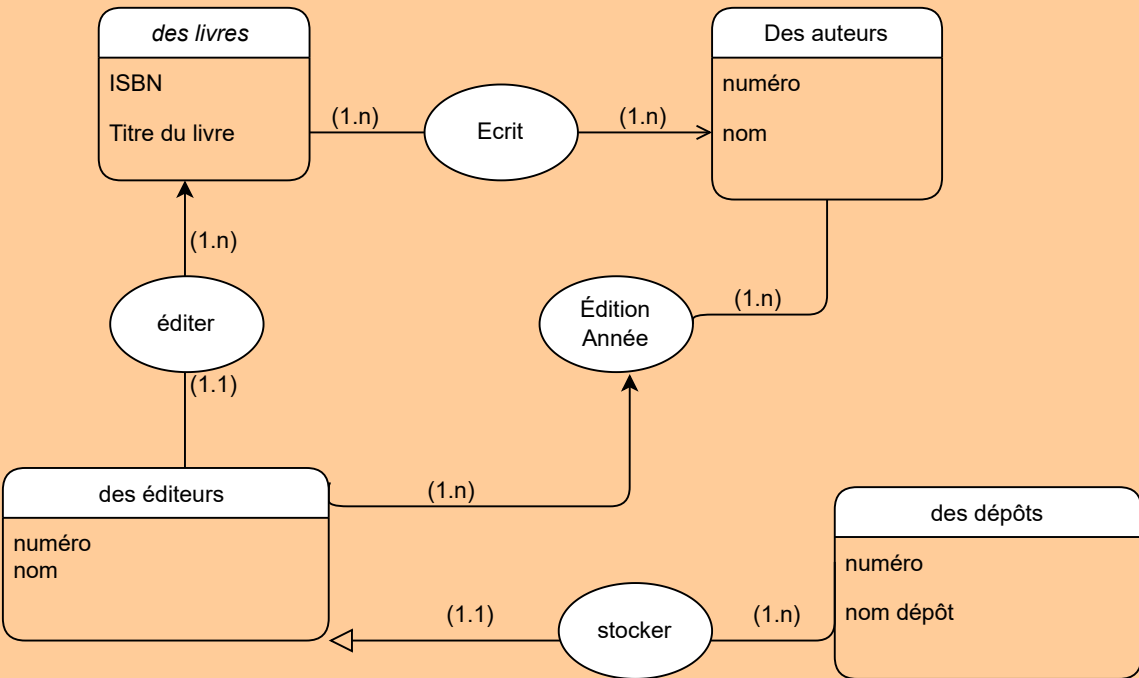 des livres
ISBN
Titre du livre
(1.n)
Ecrit
(1.n)
Des auteurs
numéro
nom
(1.n)
éditer
(1.1)
Édition
Année
(1.n)
des éditeurs
numéro
nom
(1.n)
des dépôts
numéro
nom dépôt
(1.1)
stocker
(1.n)